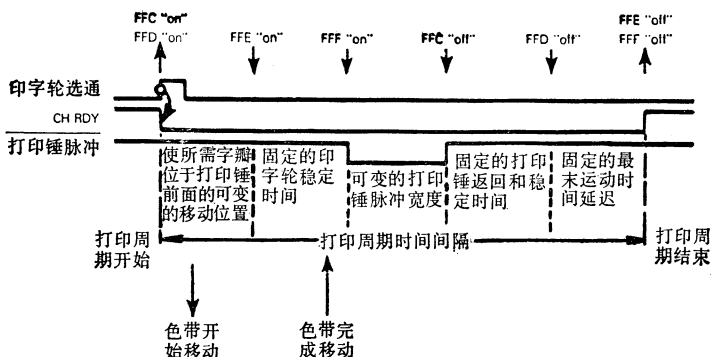 FFC "on" FFE "off"
FFD "on" FFE "on" FFF "on" FFC "off" FFD "off" FFF "off"
印字轮选通
CH RDY
打印锤脉冲
使所需字瓣
位于打印锤
前面的可变
的移动位置
固定的印
字轮稳定
时间
可变的打印
锤脉冲宽度
固定的打印
锤返回和稳
定时间
固定的最
末运动时
间延迟
打印周
期开始
打印周期时间间隔
打印周
期结束
色带开
始移动
色带完
成移动